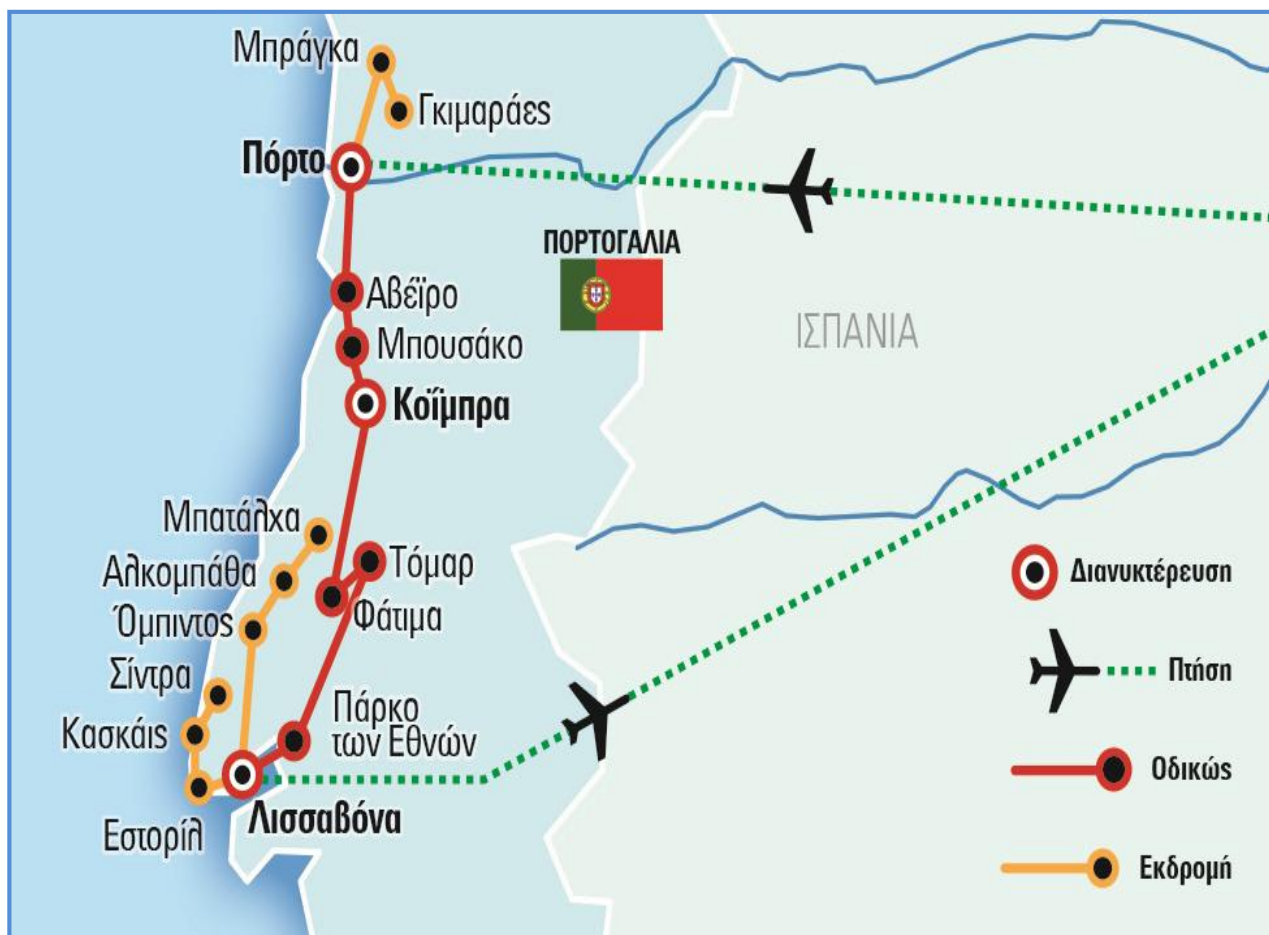 Μπράγκα
Γκιμαράες
Πόρτο
ΠΟΡΤΟΓΑΛΙΑ
Αβέϊρο
ΙΣΠΑΝΙΑ
Μπουσάκο
Κοΐμπρα
Μπατάλχα
Τόμαρ
Αλκομπάθα
Φάτιμα
Όμπιντος
Σίντρα
Πάρκο
των Εθνών
Κασκάις
Λισσαβόνα
Εστορίλ
Διανυκτέρευση
Πτήση
Οδικώς
Εκδρομή